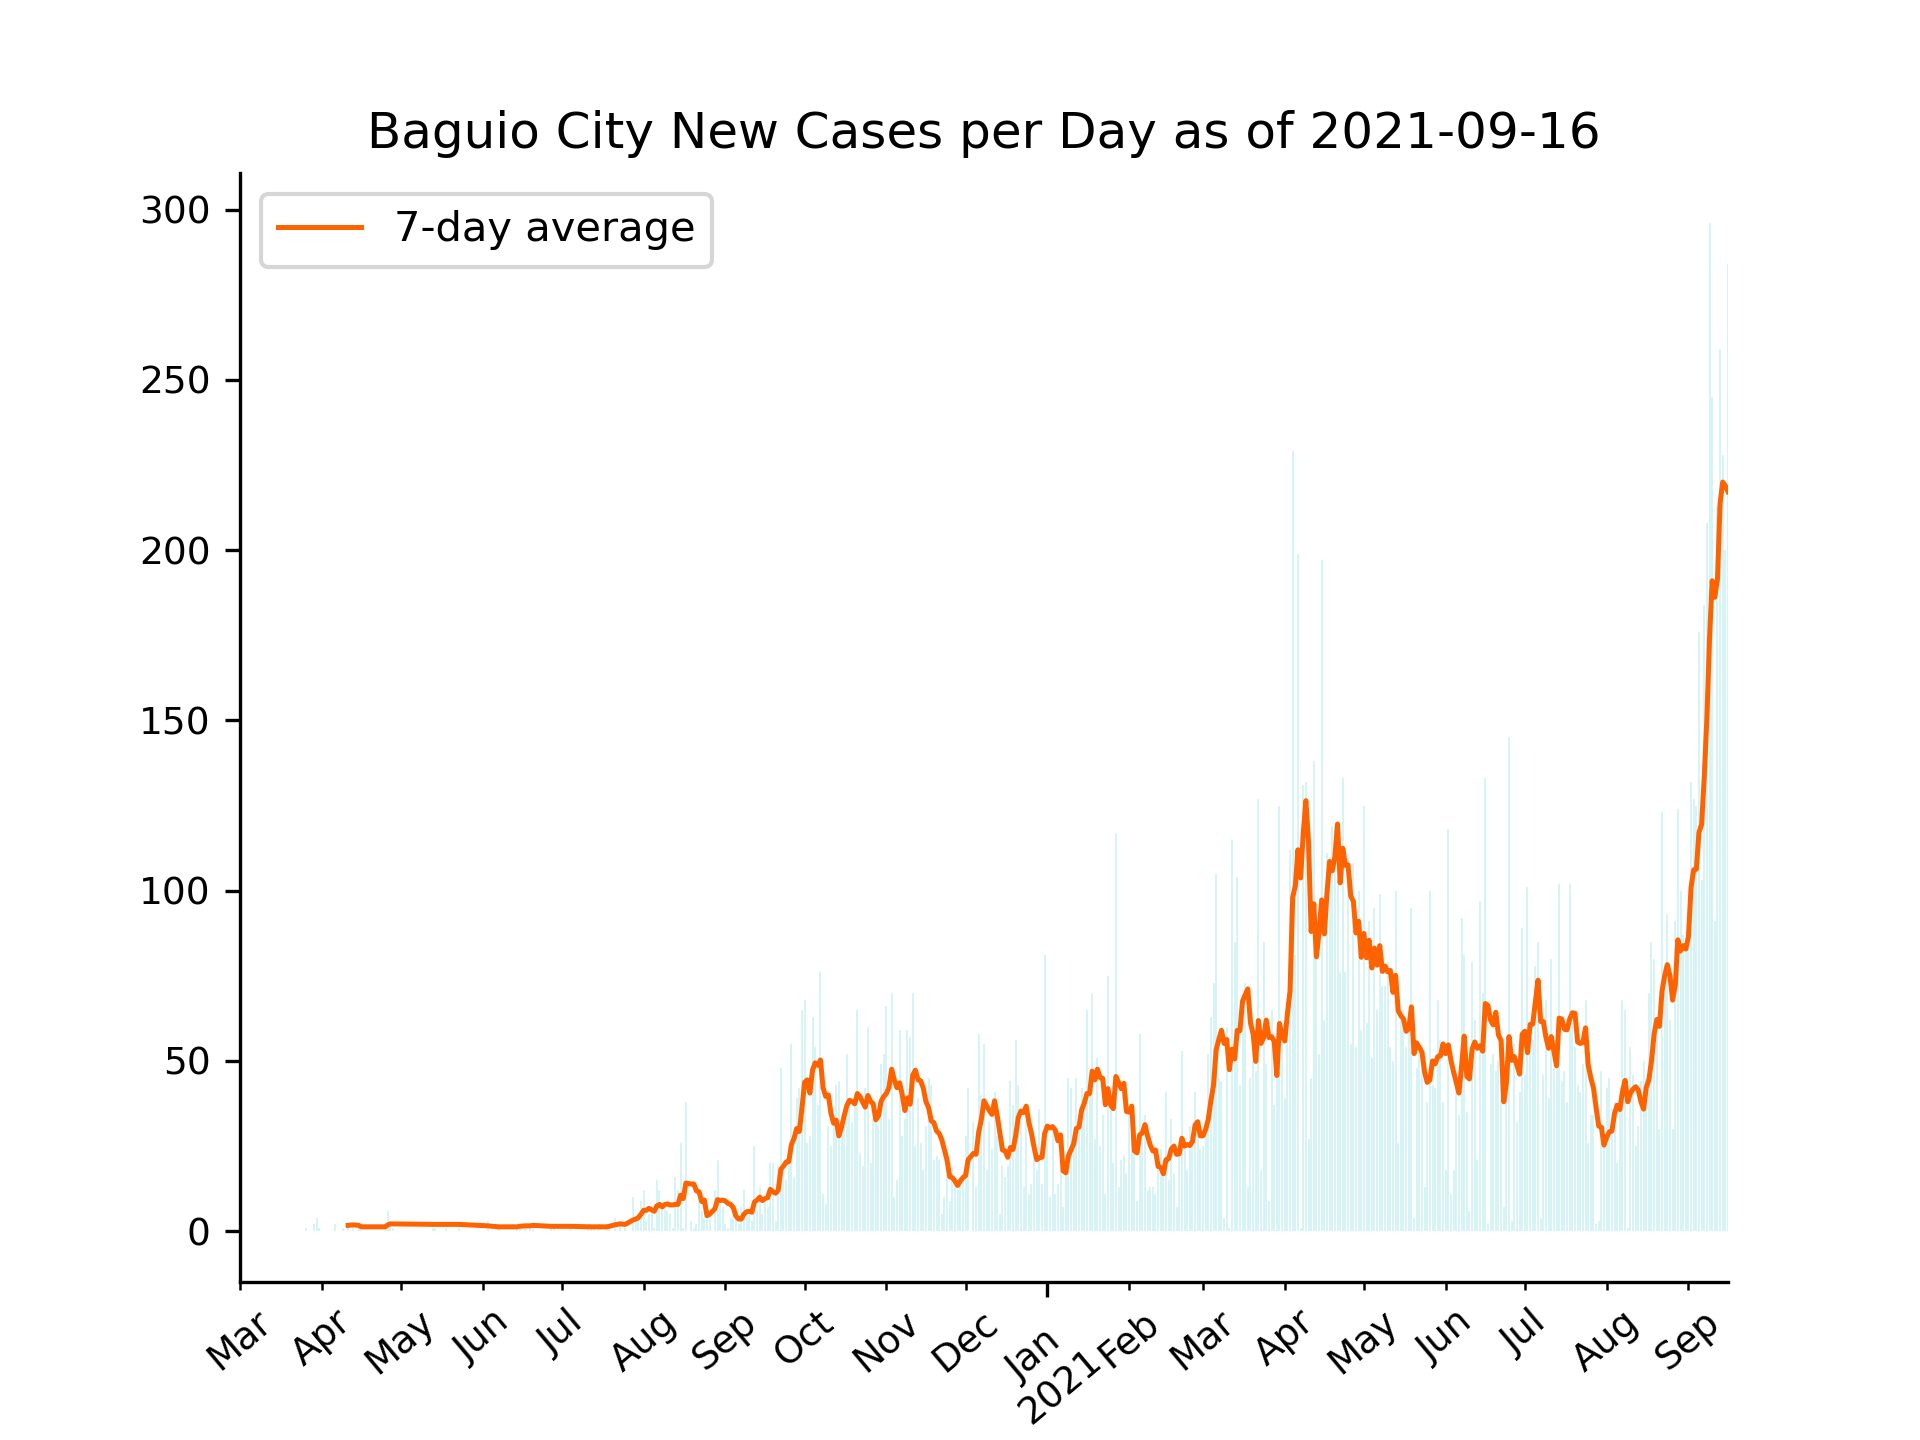 Baguio City New Cases per Day as of 2021-09-16
7-day average
300
250
200
150
100
50
0
Mar Apr May Jun Jul Aug Sep Oct Nov Dec Jan Feb Mar Apr May Jun Jul Aug Sep
2021